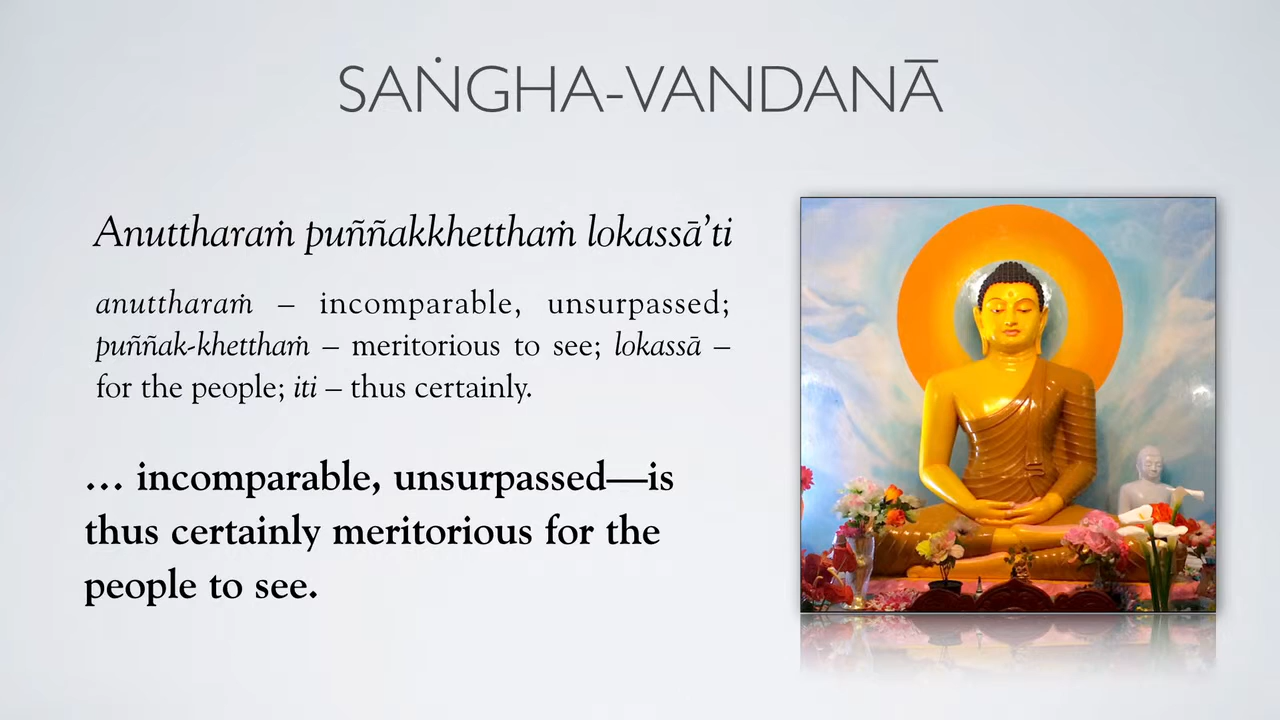 SAṄGHA-VANDANĀ
Anuttharaṁ puññakkhetthaṁ lokassā’ti
anuttharaṁ – incomparable, unsurpassed;
puññak-khetthaṁ – meritorious to see; lokassā –
for the people; iti – thus certainly.
… incomparable, unsurpassed—is
thus certainly meritorious for the
people to see.